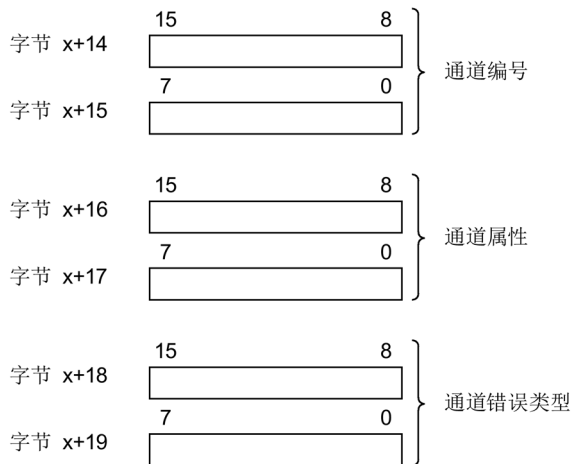 15 8
字节 x+14
通道编号
7 0
字节 x+15
15 8
字节 x+16
通道属性
7 0
字节 x+17
15 8
字节 x+18
通道错误类型
7 0
字节 x+19